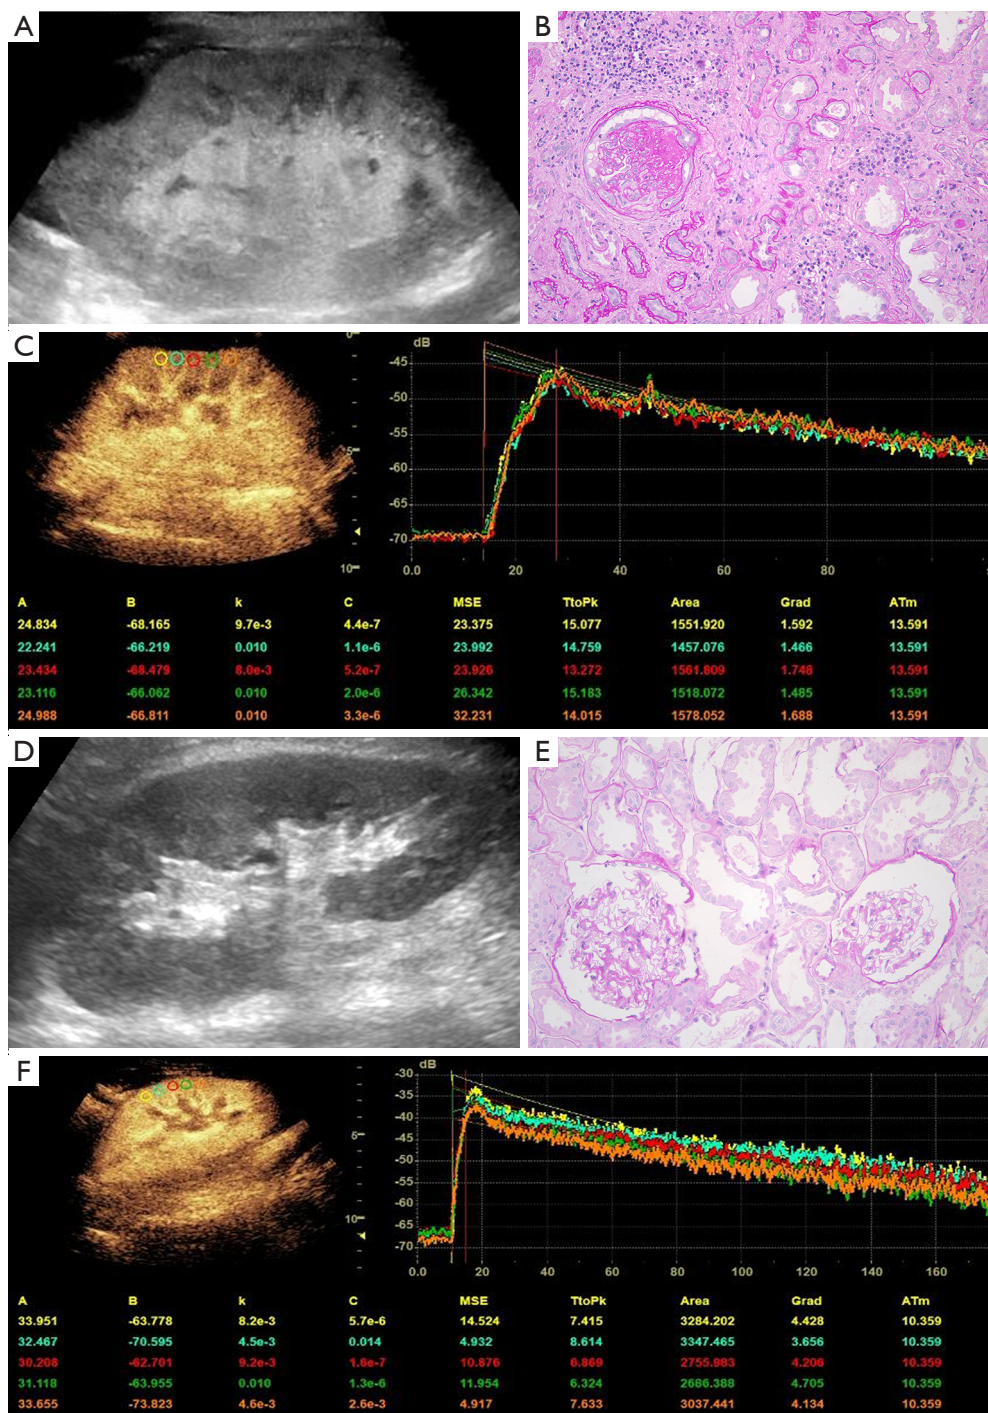 A
B
C
0
5
10
dB
-45
-50
-55
-60
-65
-70
0.0 20 40 60 80
A B k C MSE TtoPk Area Grad ATm
24.834 -68.165 9.7e-3 4.4e-7 23.375 15.077 1551.920 1.592 13.591
22.241 -66.219 0.010 1.1e-6 23.992 14.759 1457.076 1.466 13.591
23.434 -68.479 8.0e-3 5.2e-7 23.926 13.272 1561.809 1.748 13.591
23.116 -66.062 0.010 2.0e-6 26.342 15.183 1518.072 1.485 13.591
24.988 -66.811 0.010 3.3e-6 32.231 14.015 1578.052 1.688 13.591
D
E
F
5
10
dB
-30
-35
-40
-45
-50
-55
-60
-65
-70
0.0 20 40 60 80 100 120 140 160
A B k C MSE TtoPk Area Grad ATm
33.951 -63.778 8.2e-3 5.7e-6 14.524 7.415 3284.202 4.428 10.359
32.467 -70.595 4.5e-3 0.014 4.932 8.614 3347.465 3.656 10.359
30.208 -62.701 9.2e-3 1.6e-7 10.876 6.869 2755.983 4.206 10.359
31.118 -63.955 0.010 1.3e-6 11.954 6.324 2686.388 4.705 10.359
33.655 -73.823 4.6e-3 2.6e-3 4.917 7.633 3037.441 4.134 10.359